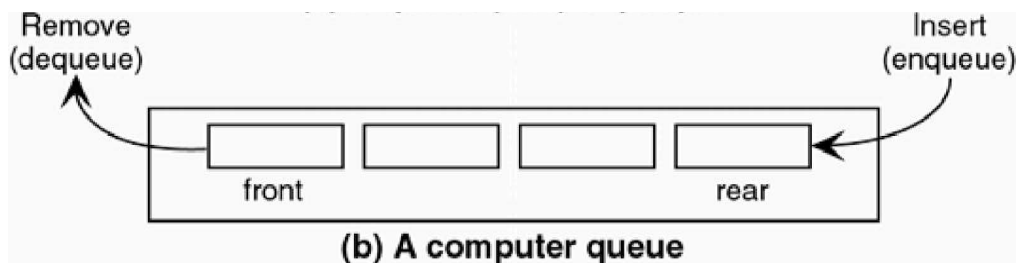 Remove
(dequeue)
Insert
(enqueue)
front
rear
(b) A computer queue